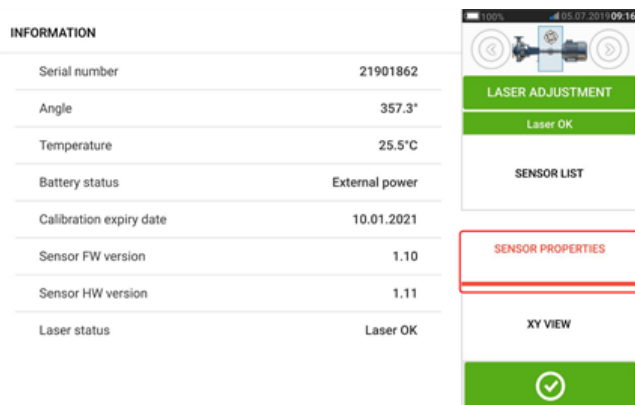 INFORMATION
Serial number 21901862
Angle 357.3°
Temperature 25.5°C
Battery status External power
Calibration expiry date 10.01.2021
Sensor FW version 1.10
Sensor HW version 1.11
Laser status Laser OK
100% 05.07.2019 09:16
LASER ADJUSTMENT
Laser OK
SENSOR LIST
SENSOR PROPERTIES
XY VIEW